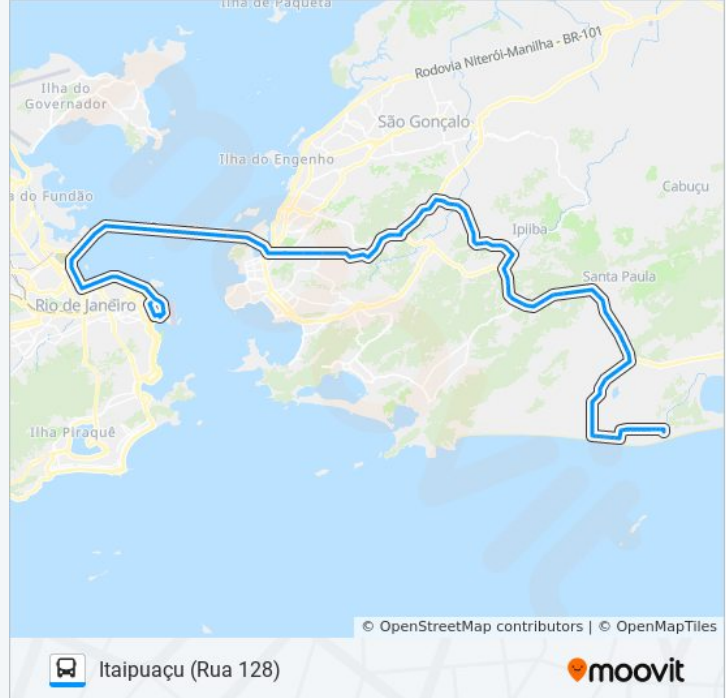 Ilha de Paquetá
Rodovia Niterói-Manilha - BR-101
Ilha do
Governador
São Gonçalo
Ilha do Engenho
Cabuçu
a do Fundão
Ipiiba
Santa Paula
Rio de Janeiro
Ilha Piraquê
© OpenStreetMap contributors | © OpenMapTiles
Itaipuaçu (Rua 128)
moovit